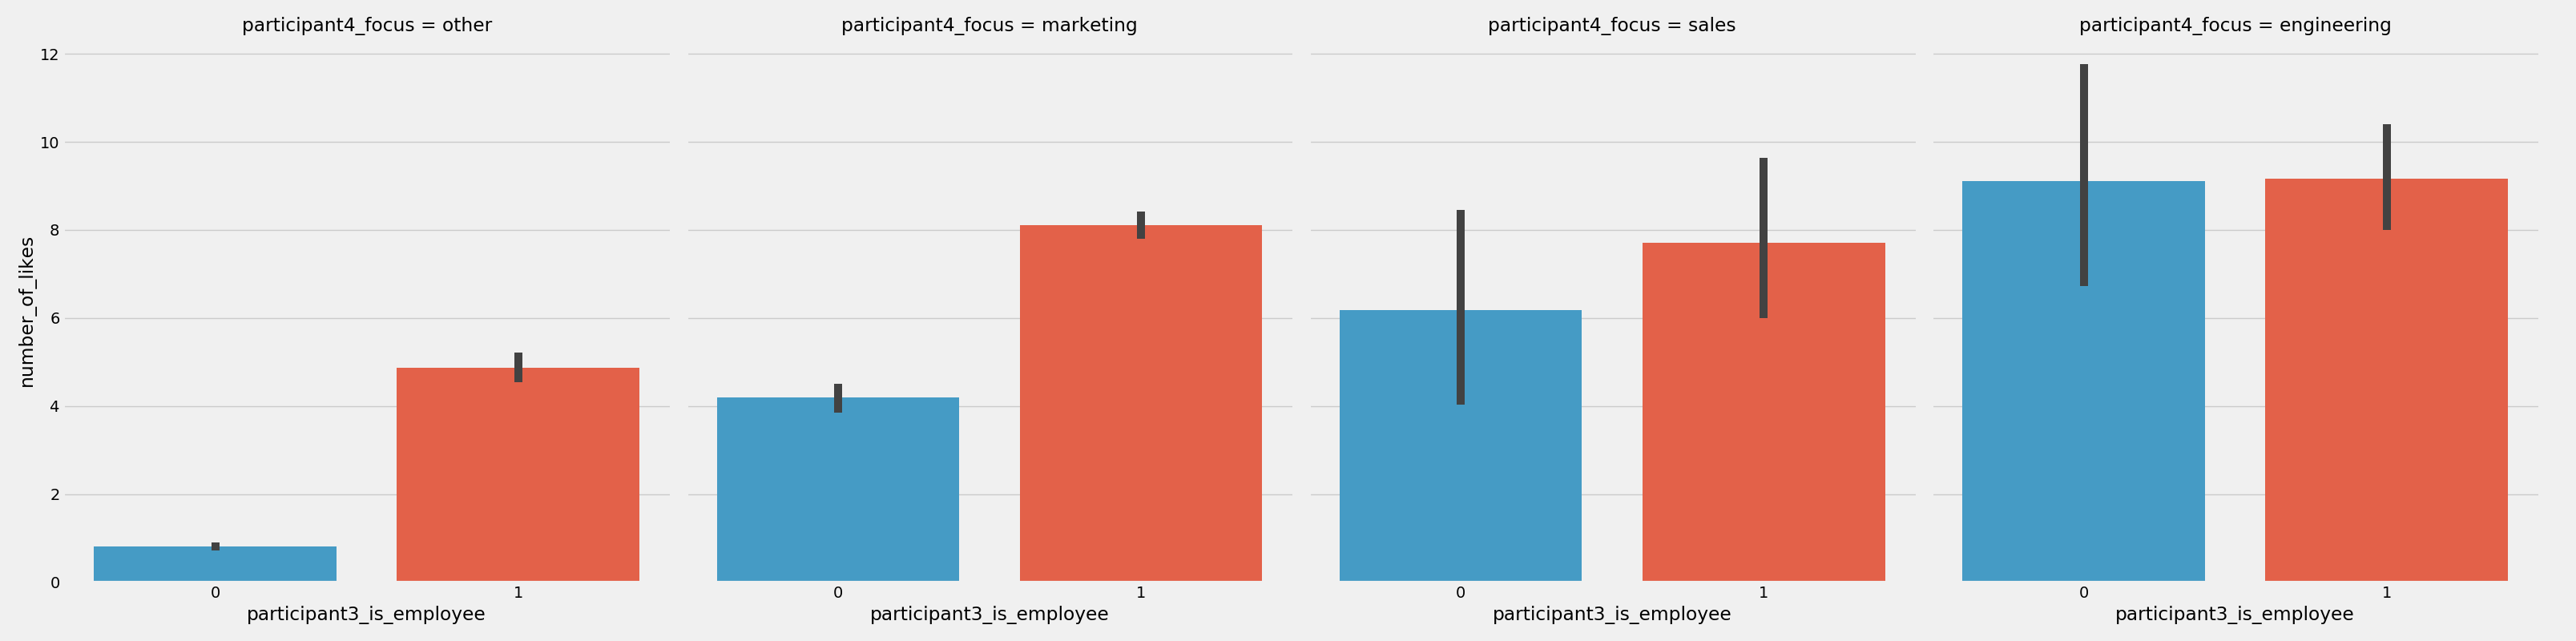 participant4_focus = other
participant4_focus = marketing
participant4_focus = sales
participant4_focus = engineering
12
10
8
6
4
2
0
number_of_likes
0 1
0 1
0 1
0 1
participant3_is_employee
participant3_is_employee
participant3_is_employee
participant3_is_employee